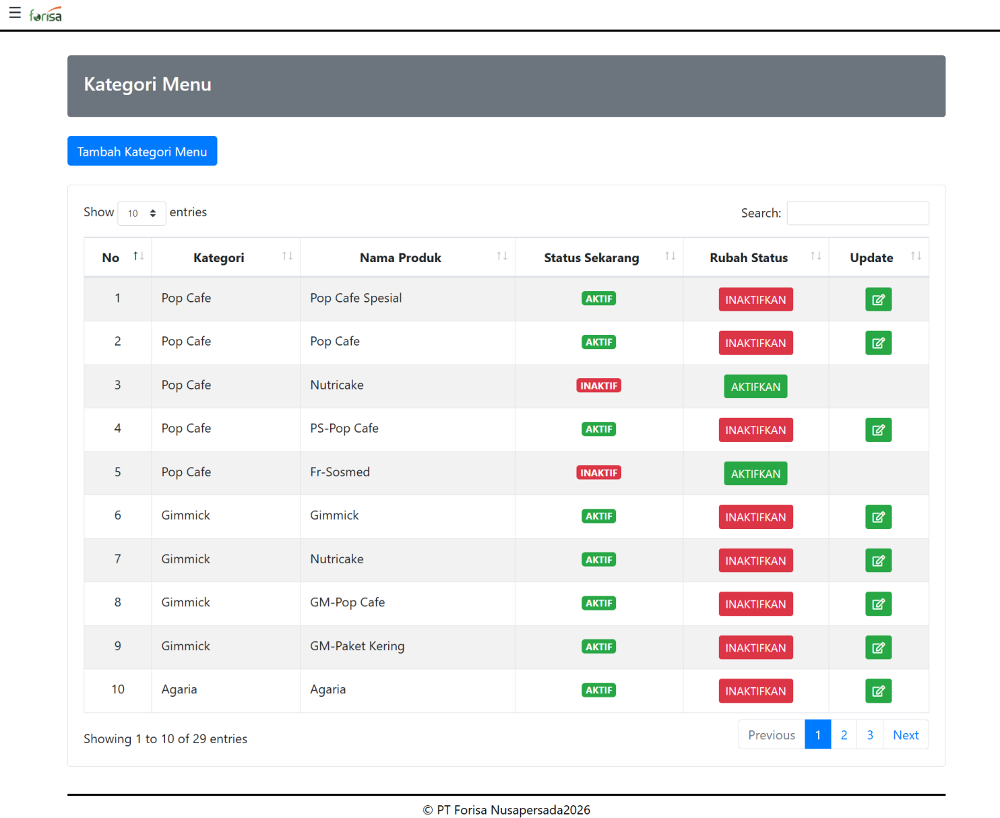 forisa
Kategori Menu
Tambah Kategori Menu
Show 10 entries
Search:
No Kategori Nama Produk Status Sekarang Rubah Status Update
1 Pop Cafe Pop Cafe Spesial AKTIF INAKTIFKAN
2 Pop Cafe Pop Cafe AKTIF INAKTIFKAN
3 Pop Cafe Nutricake INAKTIF AKTIFKAN
4 Pop Cafe PS-Pop Cafe AKTIF INAKTIFKAN
5 Pop Cafe Fr-Sosmed INAKTIF AKTIFKAN
6 Gimmick Gimmick AKTIF INAKTIFKAN
7 Gimmick Nutricake AKTIF INAKTIFKAN
8 Gimmick GM-Pop Cafe AKTIF INAKTIFKAN
9 Gimmick GM-Paket Kering AKTIF INAKTIFKAN
10 Agaria Agaria AKTIF INAKTIFKAN
Showing 1 to 10 of 29 entries
Previous 1 2 3 Next
© PT Forisa Nusapersada2026